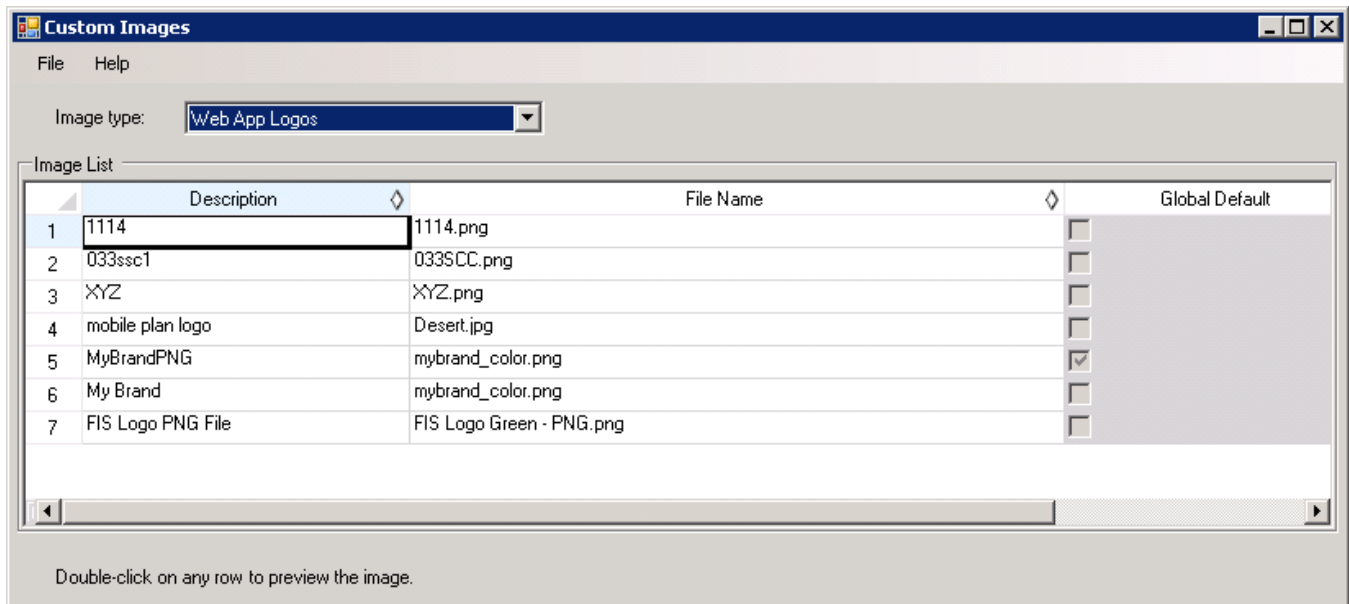 Custom Images
File Help
Image type: Web App Logos
Image List
Description File Name Global Default
1 1114 1114.png
2 033ssc1 033SCC.png
3 XYZ XYZ.png
4 mobile plan logo Desert.jpg
5 MyBrandPNG mybrand_color.png
6 My Brand mybrand_color.png
7 FIS Logo PNG File FIS Logo Green - PNG.png
Double-click on any row to preview the image.